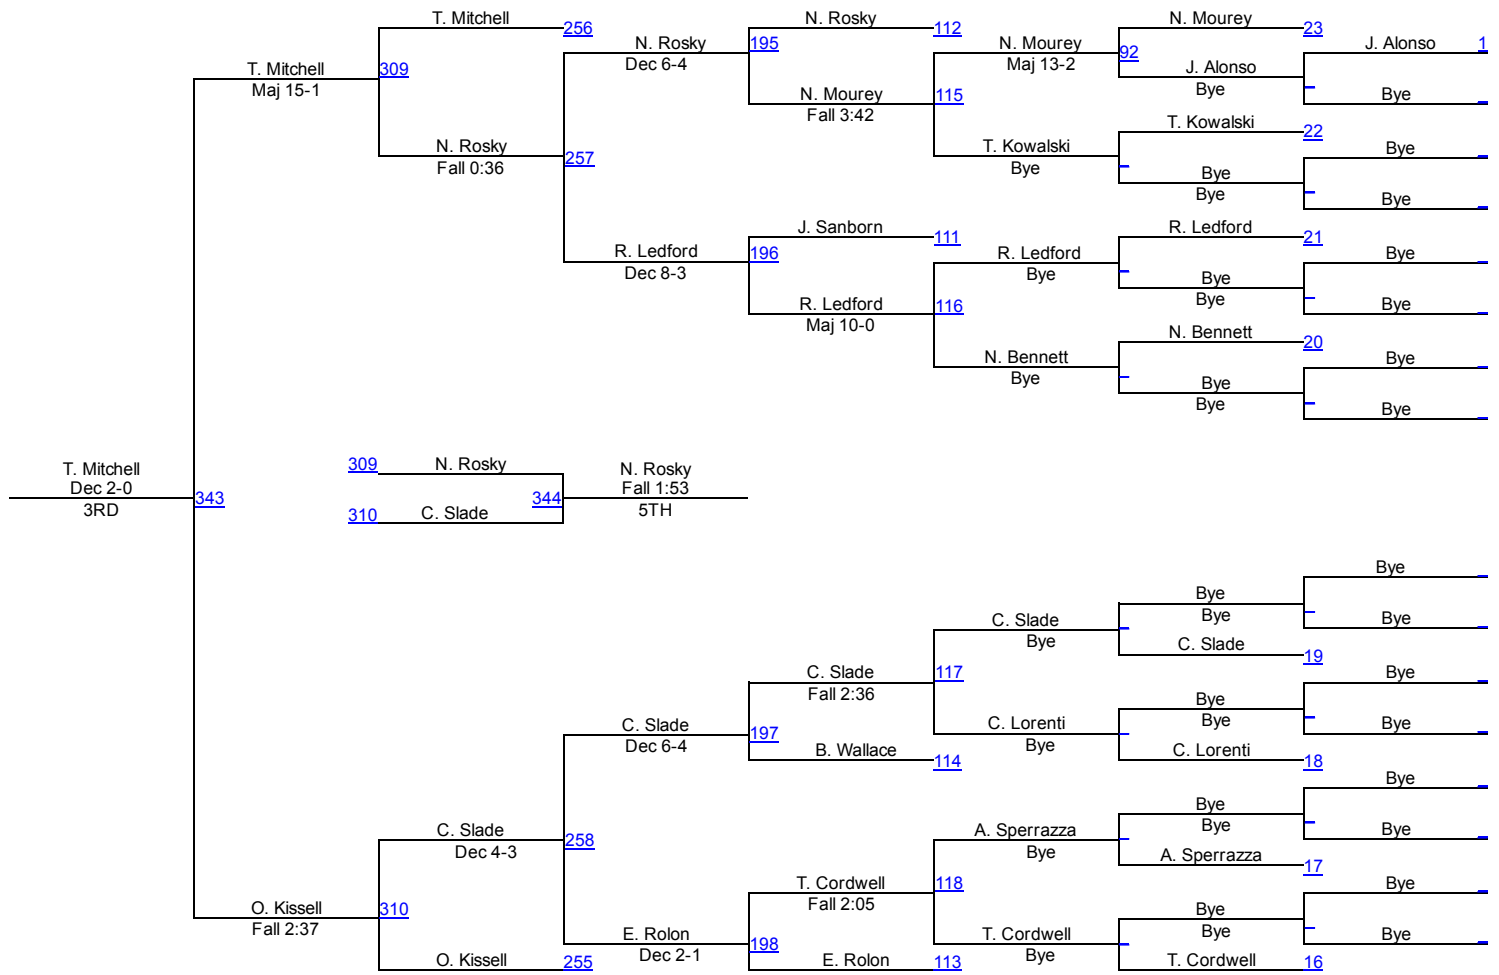 T. Mitchell
256
N. Rosky
112
N. Mourey
23
J. Alonso
1
T. Mitchell
Maj 15-1
309
N. Rosky
Dec 6-4
195
N. Mourey
Maj 13-2
92
J. Alonso
Bye
Bye
N. Mourey
Fall 3:42
115
T. Kowalski
22
N. Rosky
Fall 0:36
257
T. Kowalski
Bye
Bye
Bye
Bye
Bye
J. Sanborn
111
R. Ledford
21
R. Ledford
Dec 8-3
196
R. Ledford
Bye
Bye
Bye
Bye
Bye
R. Ledford
Maj 10-0
116
N. Bennett
20
N. Bennett
Bye
Bye
Bye
Bye
Bye
T. Mitchell
Dec 2-0
3RD
343
309
N. Rosky
310
C. Slade
344
N. Rosky
Fall 1:53
5TH
Bye
Bye
Bye
Bye
C. Slade
Bye
C. Slade
19
C. Slade
Fall 2:36
117
Bye
Bye
Bye
Bye
C. Slade
Dec 6-4
197
C. Lorenti
Bye
C. Lorenti
18
B. Wallace
114
Bye
Bye
Bye
Bye
C. Slade
Dec 4-3
258
A. Sperrazza
Bye
A. Sperrazza
17
T. Cordwell
Fall 2:05
118
Bye
Bye
Bye
Bye
O. Kissell
Fall 2:37
310
E. Rolon
Dec 2-1
198
T. Cordwell
Bye
O. Kissell
255
E. Rolon
113
T. Cordwell
16